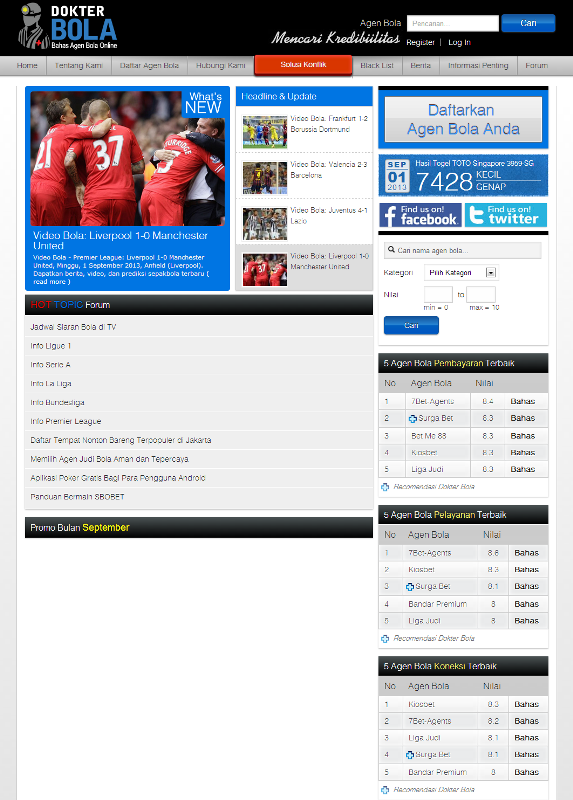 DOKTER
BOLA
Bahas Agen Bola Online
Agen Bola
Pencarian...
Cari
Mencari Kredibilitas
Register | Log In
Home
Tentang Kami
Daftar Agen Bola
Hubungi Kami
Solusi Konflik
Black List
Berita
Informasi Penting
Forum
What's
NEW
Video Bala: Liverpool 1-0 Manchester
United
Video Bola - Premier League: Liverpool 1-0 Manchester
United, Minggu, 1 September 2013, Anfield (Liverpool).
Dapatkan berita, video, dan prediksi sepakbola terbaru (
read more )
Headline & Update
Video Bola: Frankfurt 1-2
Borussia Dortmund
Video Bola: Valencia 2-3
Barcelona
Video Bola: Juventus 4-1
Lazio
Video Bola: Liverpool 1-0
Manchester United
HOT TOPIC Forum
Jadwal Siaran Bola di TV
Info Ligue 1
Info Serie A
Info La Liga
Info Bundesliga
Info Premier League
Daftar Tempat Nonton Bareng Terpopuler di Jakarta
Memilih Agen Judi Bola Aman dan Tepercaya
Aplikasi Poker Gratis Bagi Para Pengguna Android
Panduan Bermain SBOBET
Promo Bulan September
Daftarkan
Agen Bola Anda
SEP
01
2013
Hasil Togel TOTO Singapore 3959-SG
7428
KECIL
GENAP
Find us on!
facebook.
Find us on!
twitter
Cari nama agen bola...
Kategori
Pilih Kategori
Nilai
to
min = 0
max = 10
Cari
5 Agen Bola Pembayaran Terbaik
No Agen Bola Nilai
1 7Bet-Agents 8.4 Bahas
2 Surga Bet 8.3 Bahas
3 Bet Me 88 8.3 Bahas
4 Kiosbet 8.3 Bahas
5 Liga Judi 8.3 Bahas
Recomendasi Dokter Bola
5 Agen Bola Pelayanan Terbaik
No Agen Bola Nilai
1 7Bet-Agents 8.6 Bahas
2 Kiosbet 8.3 Bahas
3 Surga Bet 8.1 Bahas
4 Bandar Premium 8 Bahas
5 Liga Judi 8 Bahas
Recomendasi Dokter Bola
5 Agen Bola Koneksi Terbaik
No Agen Bola Nilai
1 Kiosbet 8.3 Bahas
2 7Bet-Agents 8.2 Bahas
3 Liga Judi 8.1 Bahas
4 Surga Bet 8.1 Bahas
5 Bandar Premium 8 Bahas
Recomendasi Dokter Bola